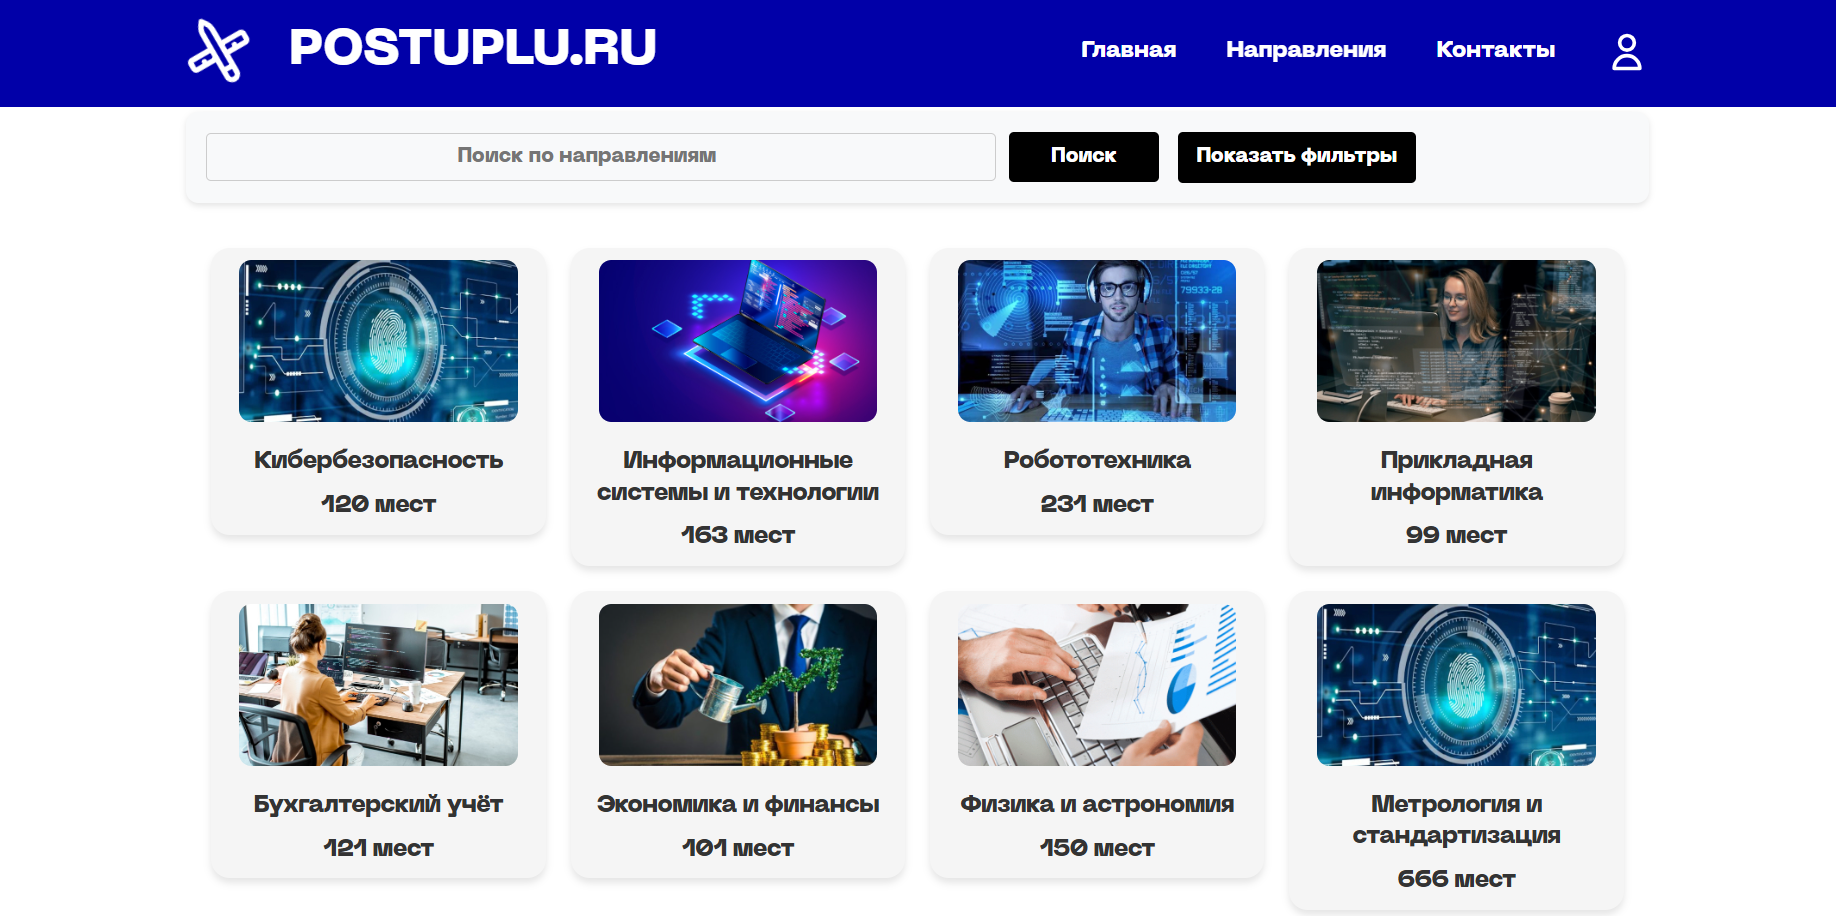 POSTUPLU.RU
Главная
Направления
Контакты
Поиск по направлениям
Поиск
Показать фильтры
Кибербезопасность
120 мест
Информационные
системы и технологии
163 мест
Робототехника
231 мест
Прикладная
информатика
99 мест
Бухгалтерский учёт
121 мест
Экономика и финансы
101 мест
Физика и астрономия
150 мест
Метрология и
стандартизация
666 мест